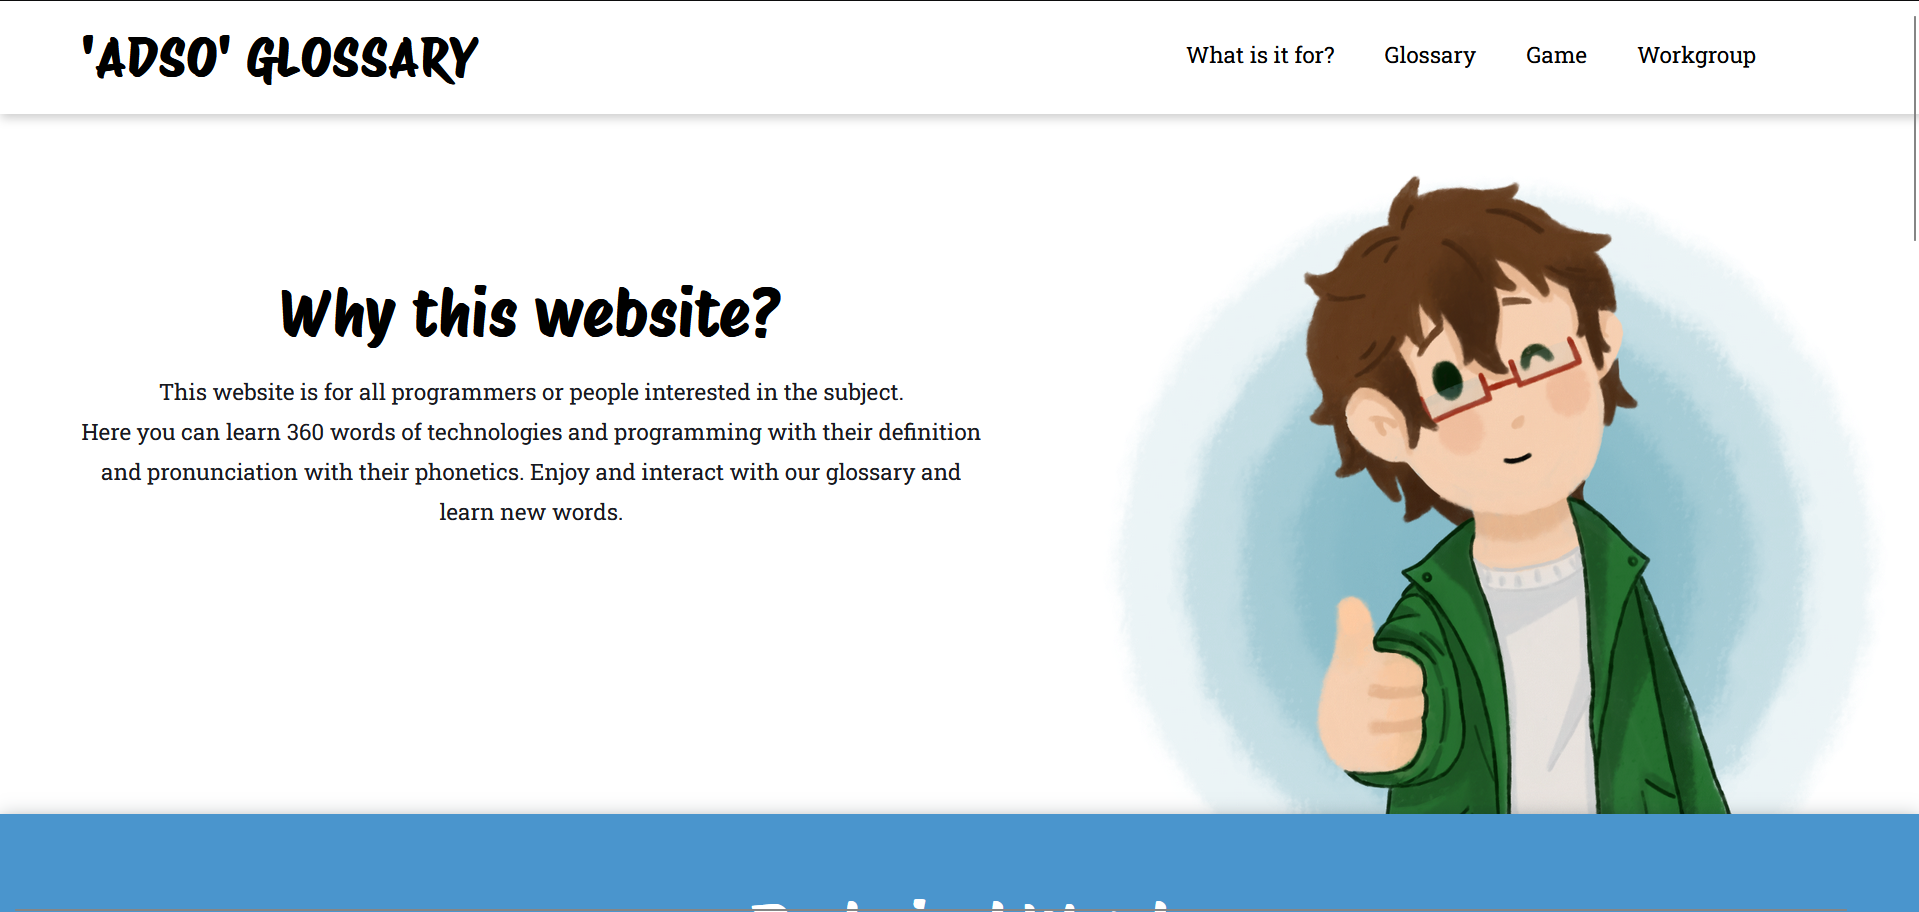 'ADSO' GLOSSARY
What is it for? Glossary Game Workgroup
Why this website?
This website is for all programmers or people interested in the subject.
Here you can learn 360 words of technologies and programming with their definition
and pronunciation with their phonetics. Enjoy and interact with our glossary and
learn new words.